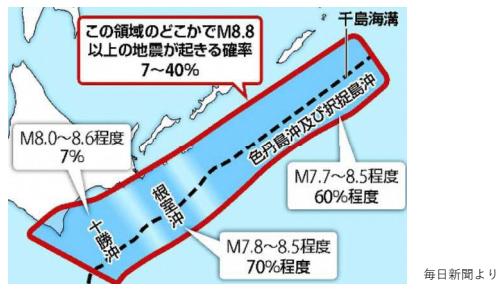 この領域のどこかでM8.8
以上の地震が起きる確率
7～40%
千島海溝
M8.0～8.6程度
7%
十勝沖
根室沖
色丹島沖及び択捉島沖
M7.7～8.5程度
60%程度
M7.8～8.5程度
70%程度
毎日新聞より